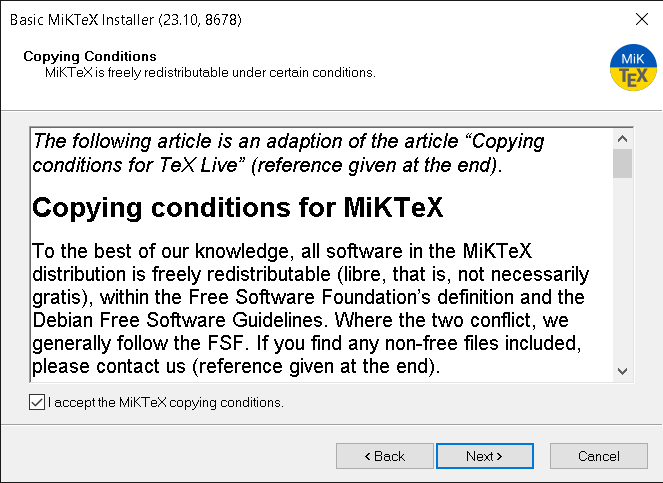 Basic MiKTeX Installer (23.10, 8678)
Copying Conditions
MiKTeX is freely redistributable under certain conditions.
MiK
TEX
The following article is an adaption of the article “Copying
conditions for TeX Live” (reference given at the end).
Copying conditions for MiKTeX
To the best of our knowledge, all software in the MiKTeX
distribution is freely redistributable (libre, that is, not necessarily
gratis), within the Free Software Foundation’s definition and the
Debian Free Software Guidelines. Where the two conflict, we
generally follow the FSF. If you find any non-free files included,
please contact us (reference given at the end).
I accept the MiKTeX copying conditions.
< Back Next > Cancel